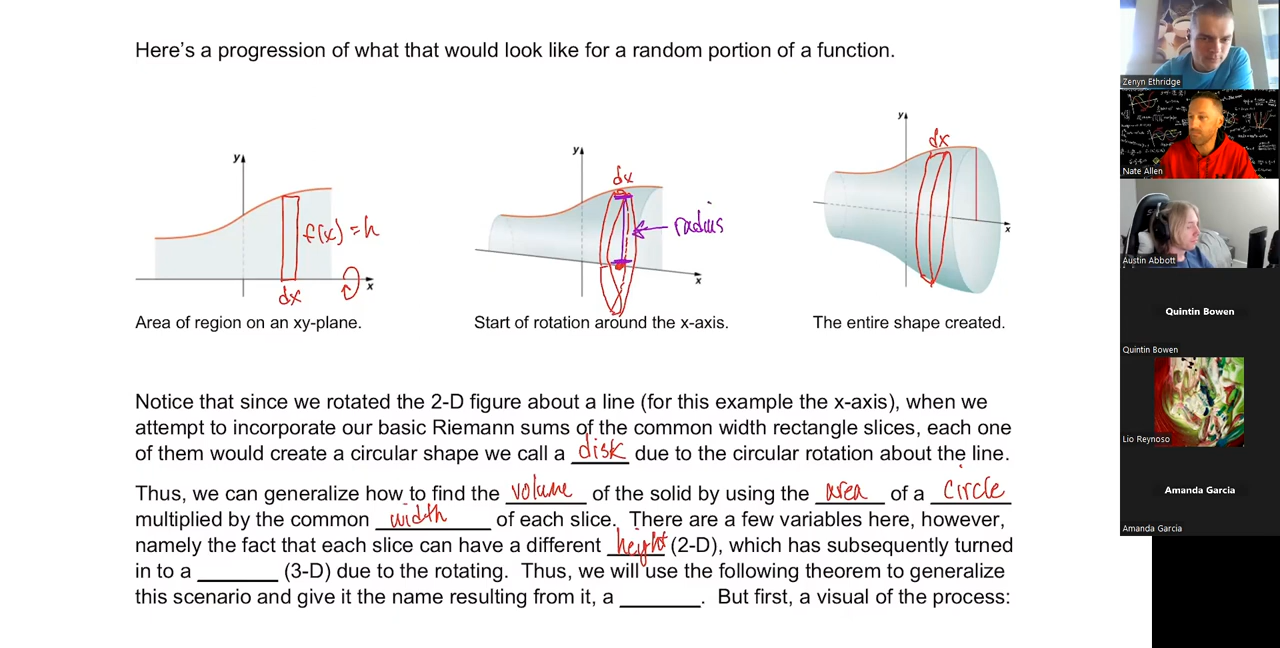 Here's a progression of what that would look like for a random portion of a function.
y
f(x) = h
dx
x
Area of region on an xy-plane.
y
dx
radius
x
Start of rotation around the x-axis.
y
dx
x
The entire shape created.
Notice that since we rotated the 2-D figure about a line (for this example the x-axis), when we
attempt to incorporate our basic Riemann sums of the common width rectangle slices, each one
of them would create a circular shape we call a disk due to the circular rotation about the line.
Thus, we can generalize how to find the volume of the solid by using the area of a circle
multiplied by the common width of each slice. There are a few variables here, however,
namely the fact that each slice can have a different height (2-D), which has subsequently turned
in to a ________ (3-D) due to the rotating. Thus, we will use the following theorem to generalize
this scenario and give it the name resulting from it, a ________. But first, a visual of the process:
Zenyn Ethridge
Nate Allen
Austin Abbott
Quintin Bowen
Quintin Bowen
Lio Reynoso
Amanda Garcia
Amanda Garcia